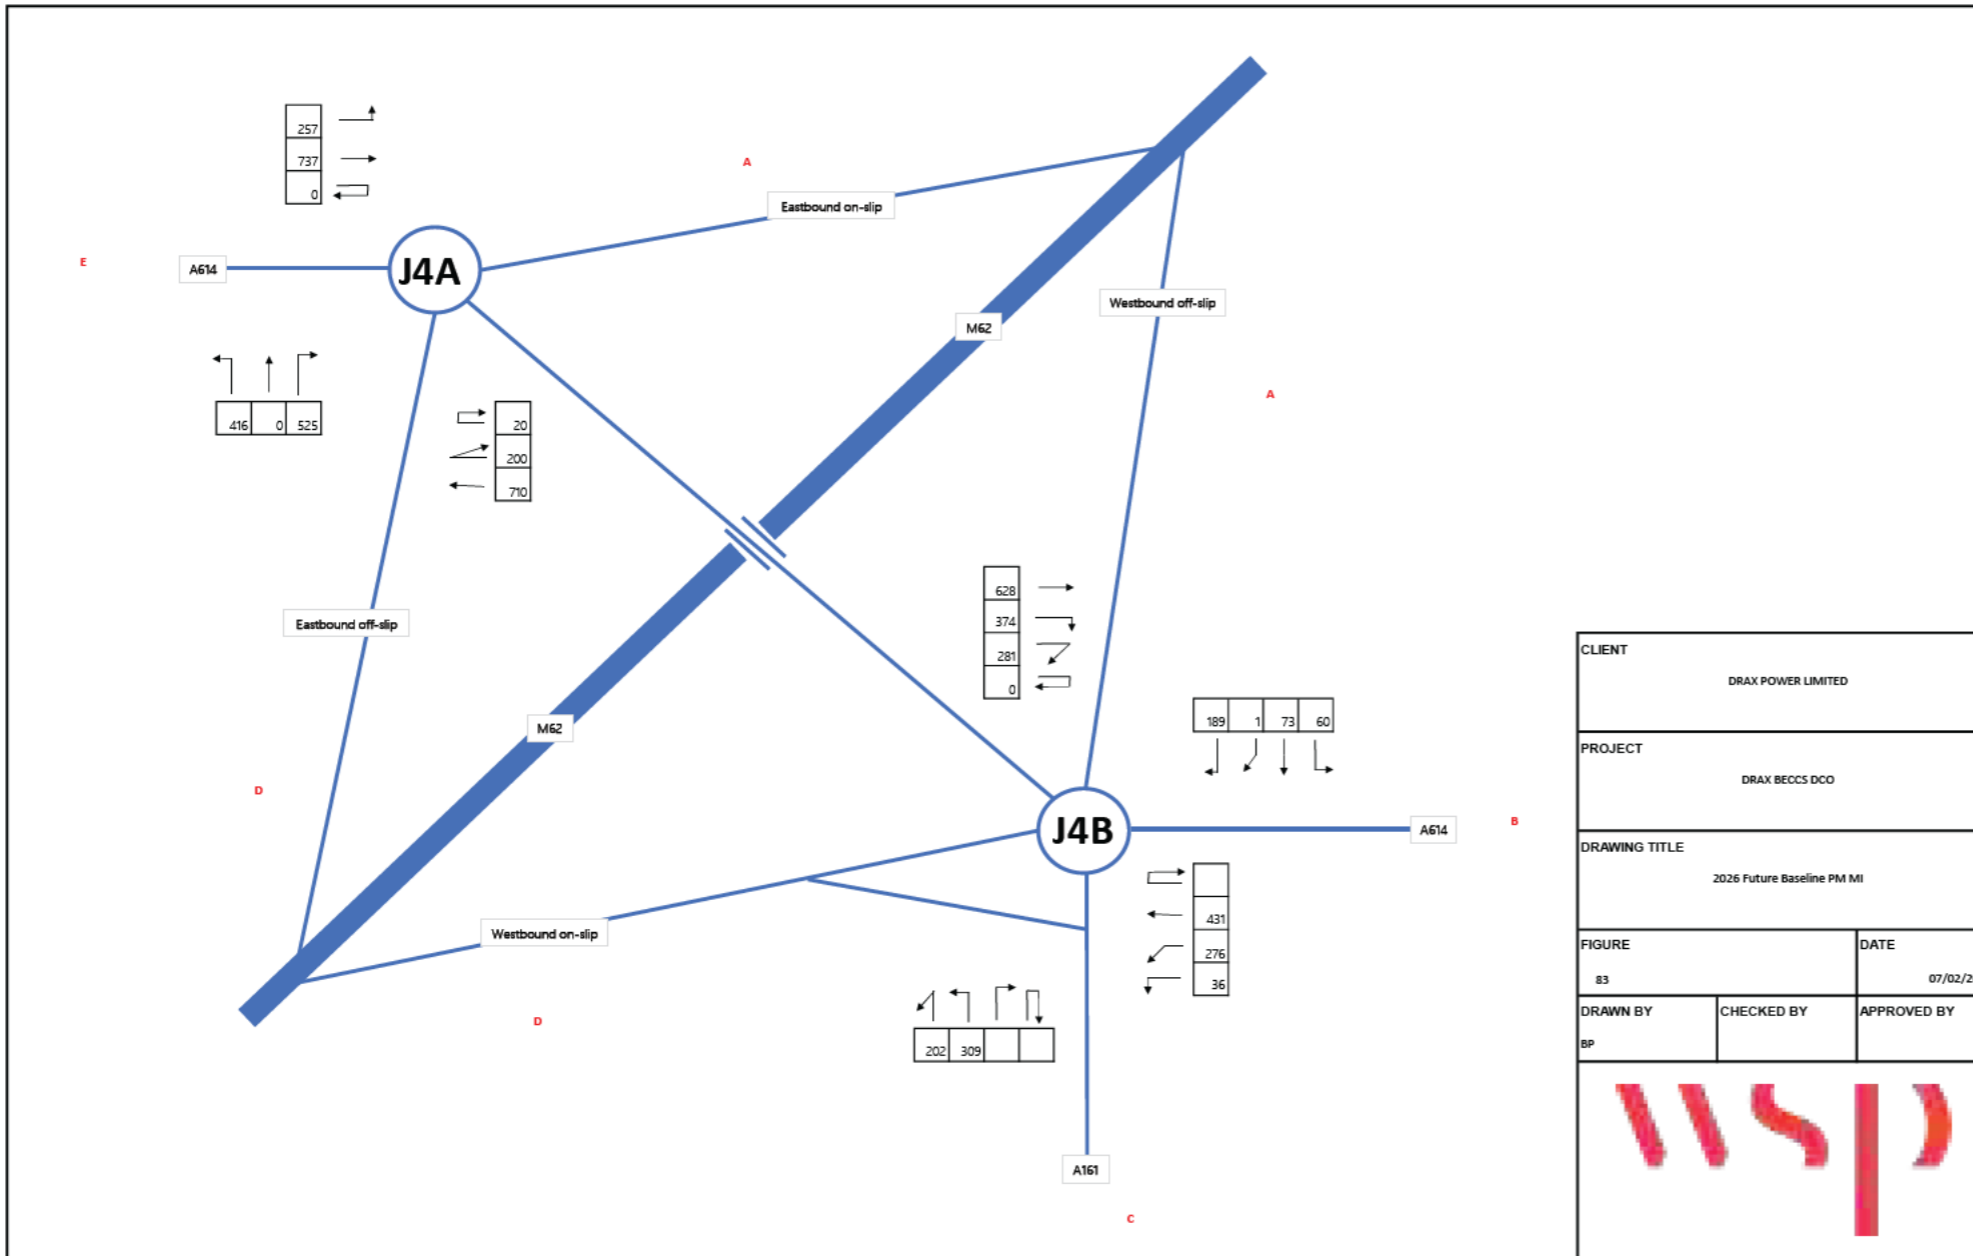 257
737
0
A
Eastbound on-slip
E
A614
J4A
Westbound off-slip
M62
A
416 0 525
20
200
710
628
374
281
0
Eastbound off-slip
M62
189 1 73 60
D
J4B
A614
B
431
276
36
Westbound on-slip
D
202 309
A161
C
CLIENT
DRAX POWER LIMITED
PROJECT
DRAX BECCS DCO
DRAWING TITLE
2026 Future Baseline PM MI
FIGURE DATE
83 07/02/2
DRAWN BY CHECKED BY APPROVED BY
BP
wsp